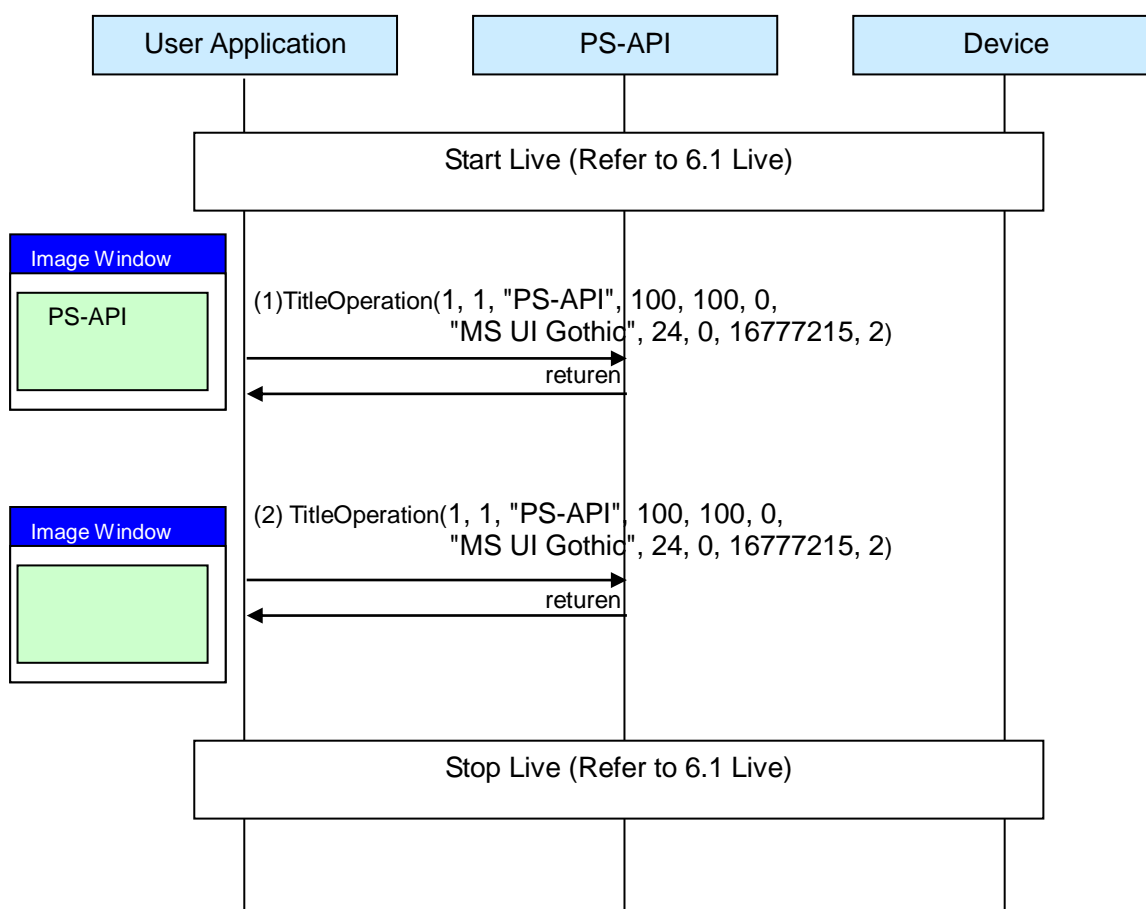 User Application
PS-API
Device
Start Live (Refer to 6.1 Live)
Image Window
PS-API
(1)TitleOperation(1, 1, "PS-API", 100, 100, 0,
"MS UI Gothic", 24, 0, 16777215, 2)
returen
Image Window
(2) TitleOperation(1, 1, "PS-API", 100, 100, 0,
"MS UI Gothic", 24, 0, 16777215, 2)
returen
Stop Live (Refer to 6.1 Live)